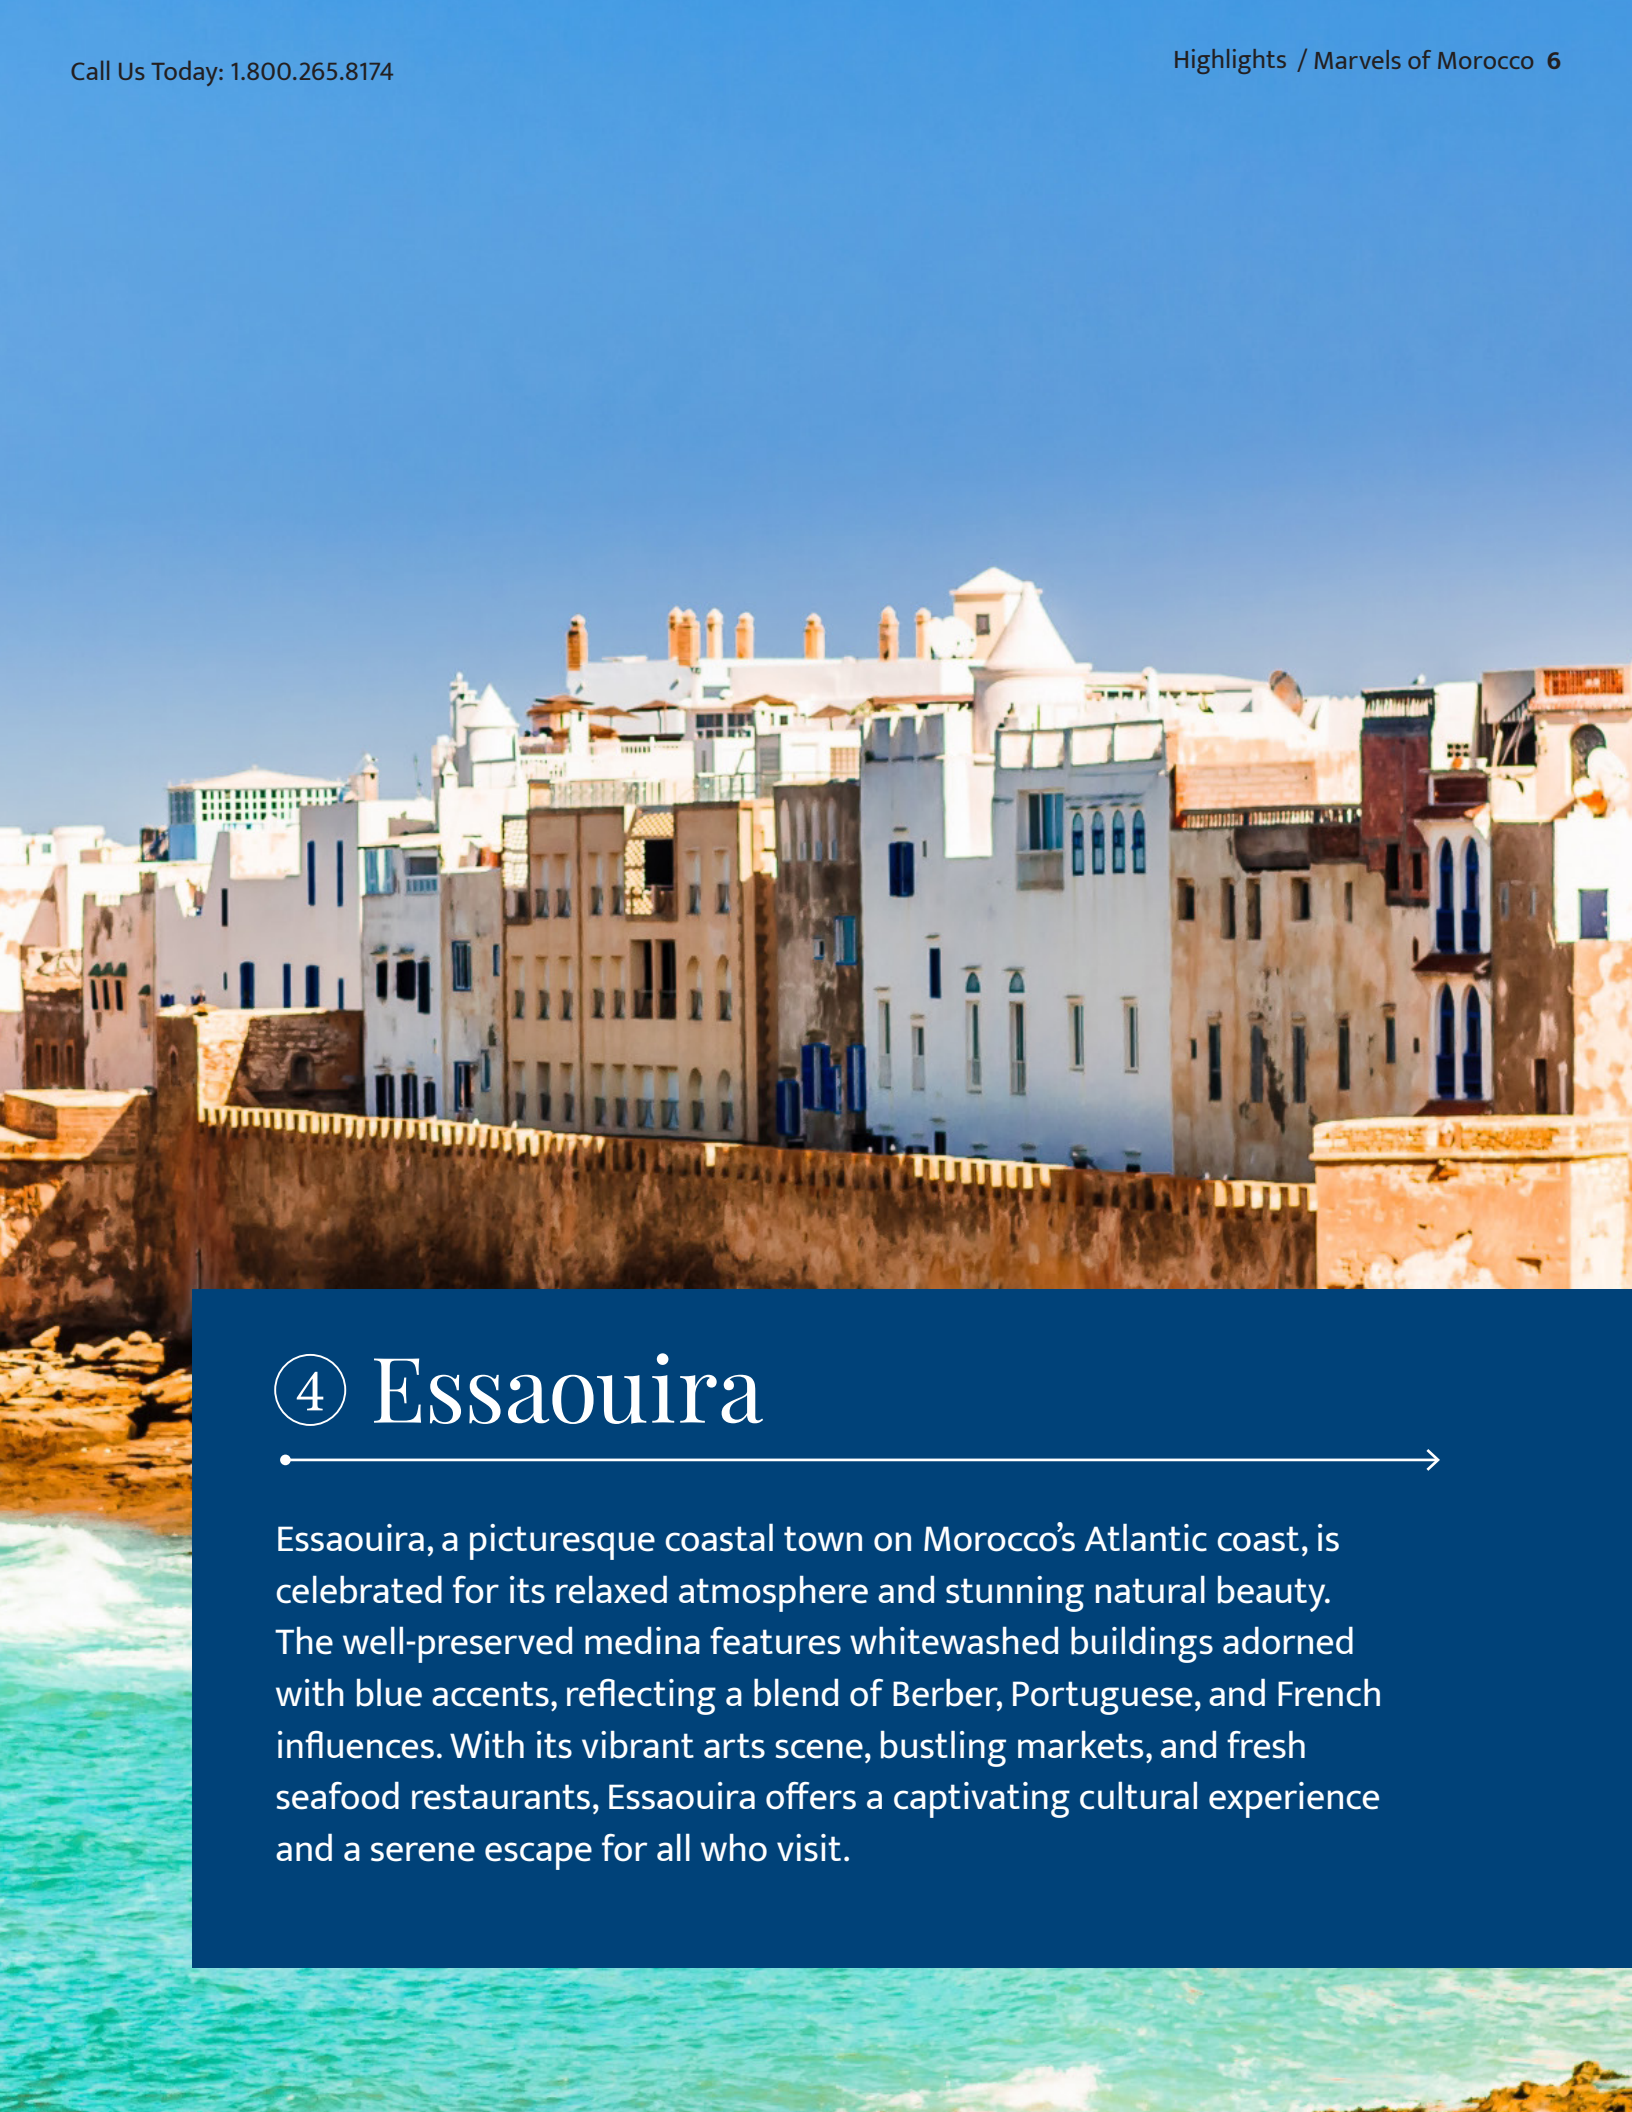 Call Us Today: 1.800.265.8174
Highlights / Marvels of Morocco 6
4 Essaouira
Essaouira, a picturesque coastal town on Morocco’s Atlantic coast, is
celebrated for its relaxed atmosphere and stunning natural beauty.
The well-preserved medina features whitewashed buildings adorned
with blue accents, reflecting a blend of Berber, Portuguese, and French
influences. With its vibrant arts scene, bustling markets, and fresh
seafood restaurants, Essaouira offers a captivating cultural experience
and a serene escape for all who visit.